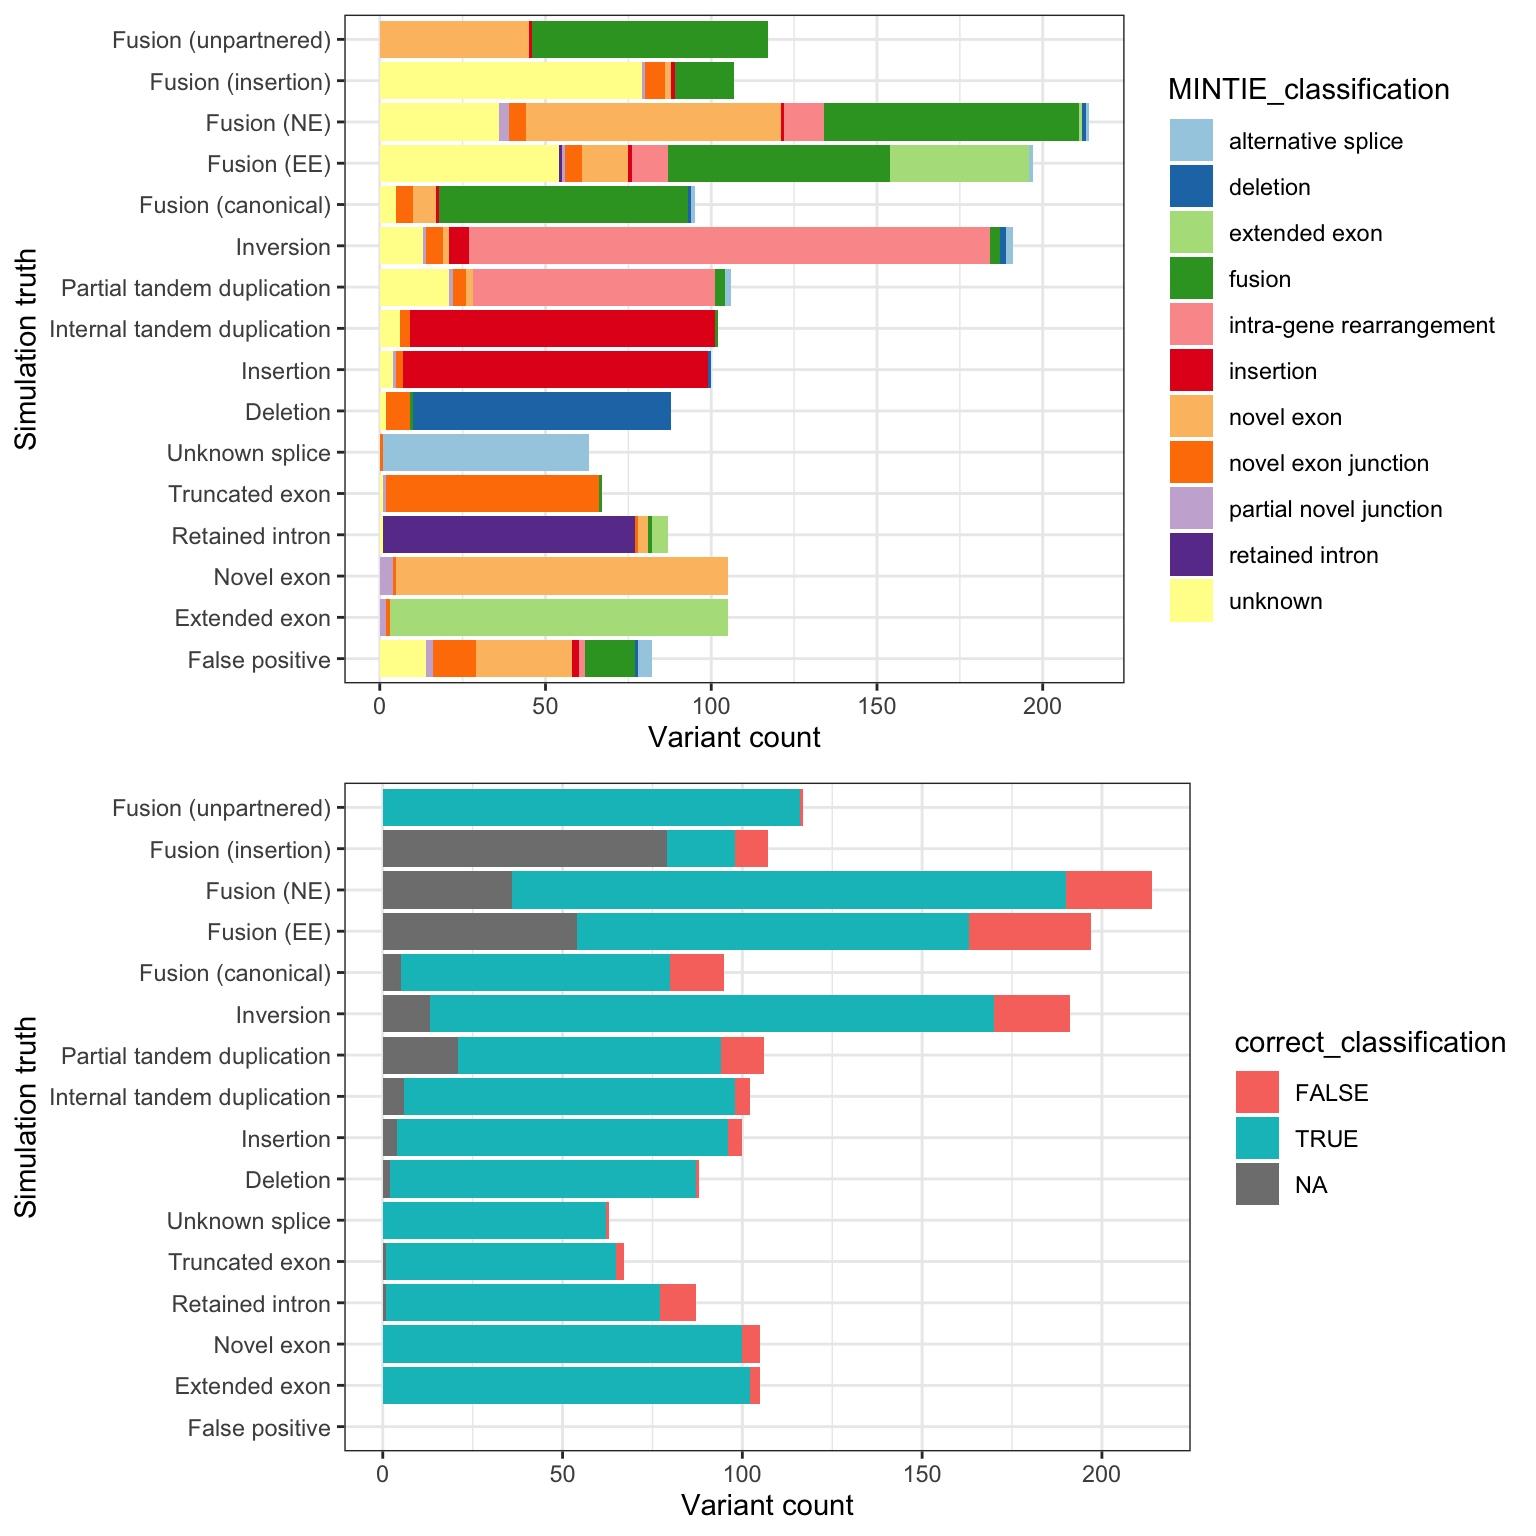 Fusion (unpartnered)
Fusion (insertion)
Fusion (NE)
Fusion (EE)
Fusion (canonical)
Inversion
Partial tandem duplication
Internal tandem duplication
Insertion
Deletion
Unknown splice
Truncated exon
Retained intron
Novel exon
Extended exon
False positive
Simulation truth
0 50 100 150 200
Variant count
MINTIE_classification
alternative splice
deletion
extended exon
fusion
intra-gene rearrangement
insertion
novel exon
novel exon junction
partial novel junction
retained intron
unknown
Fusion (unpartnered)
Fusion (insertion)
Fusion (NE)
Fusion (EE)
Fusion (canonical)
Inversion
Partial tandem duplication
Internal tandem duplication
Insertion
Deletion
Unknown splice
Truncated exon
Retained intron
Novel exon
Extended exon
False positive
Simulation truth
0 50 100 150 200
Variant count
correct_classification
FALSE
TRUE
NA